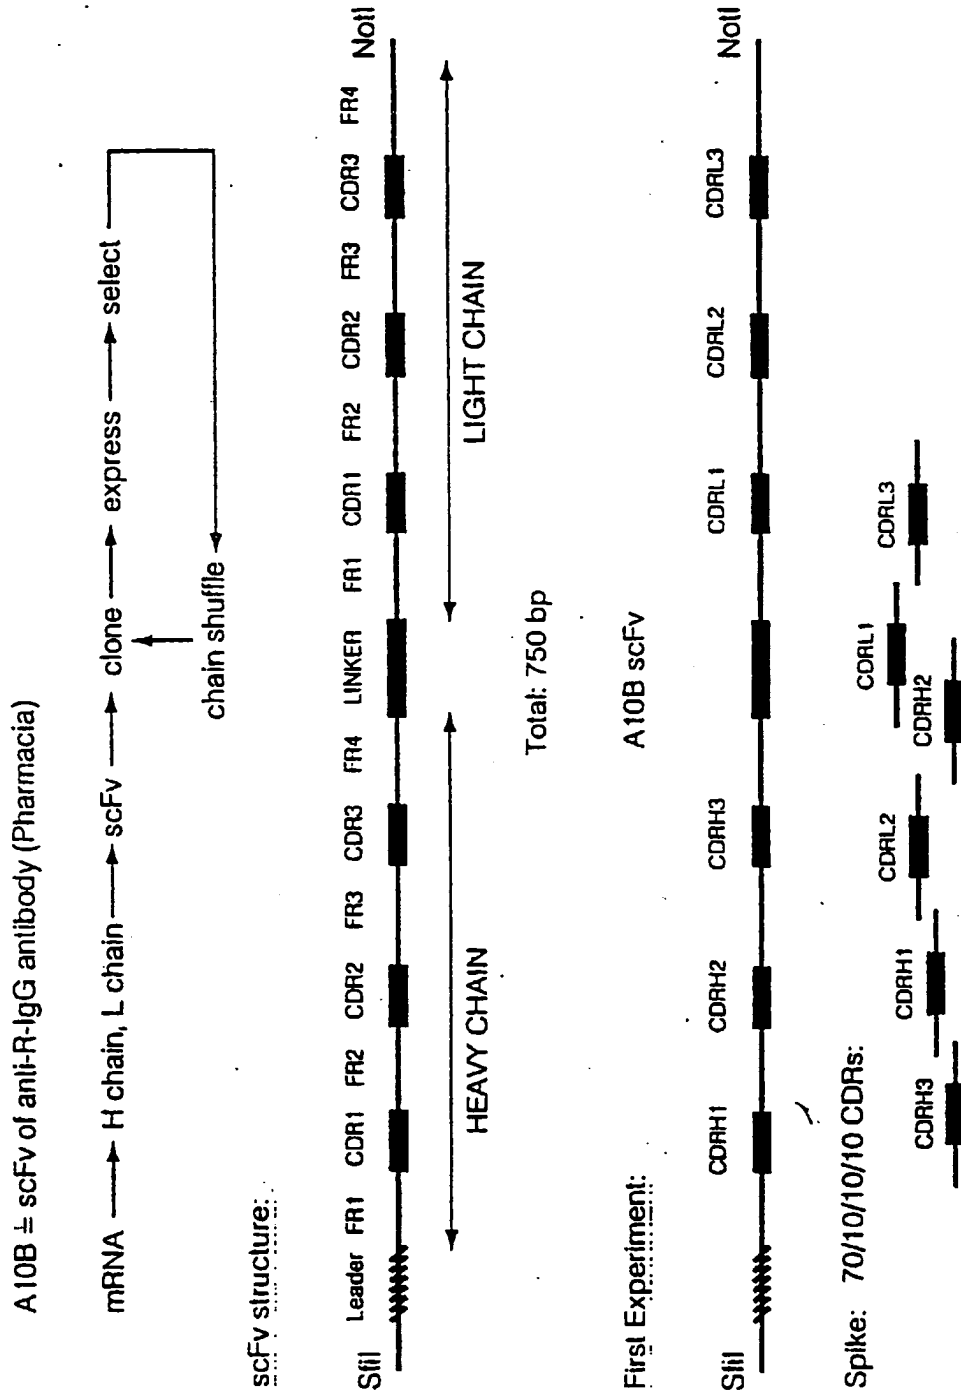 A10B = scFv of anti-R-IgG antibody (Pharmacia)
mRNA H chain, L chain scFv clone express select
chain shuffle
scFv structure:
SfiI Leader FR1 CDR1 FR2 CDR2 FR3 CDR3 FR4 LINKER FR1 CDR1 FR2 CDR2 FR3 CDR3 FR4 NotI
HEAVY CHAIN LIGHT CHAIN
Total: 750 bp
First Experiment:
A10B scFv
SfiI CDRH1 CDRH2 CDRH3 CDRL1 CDRL2 CDRL3 NotI
Spike: 70/10/10/10 CDRs:
CDRH3 CDRH1 CDRL2 CDRH2 CDRL1 CDRL3